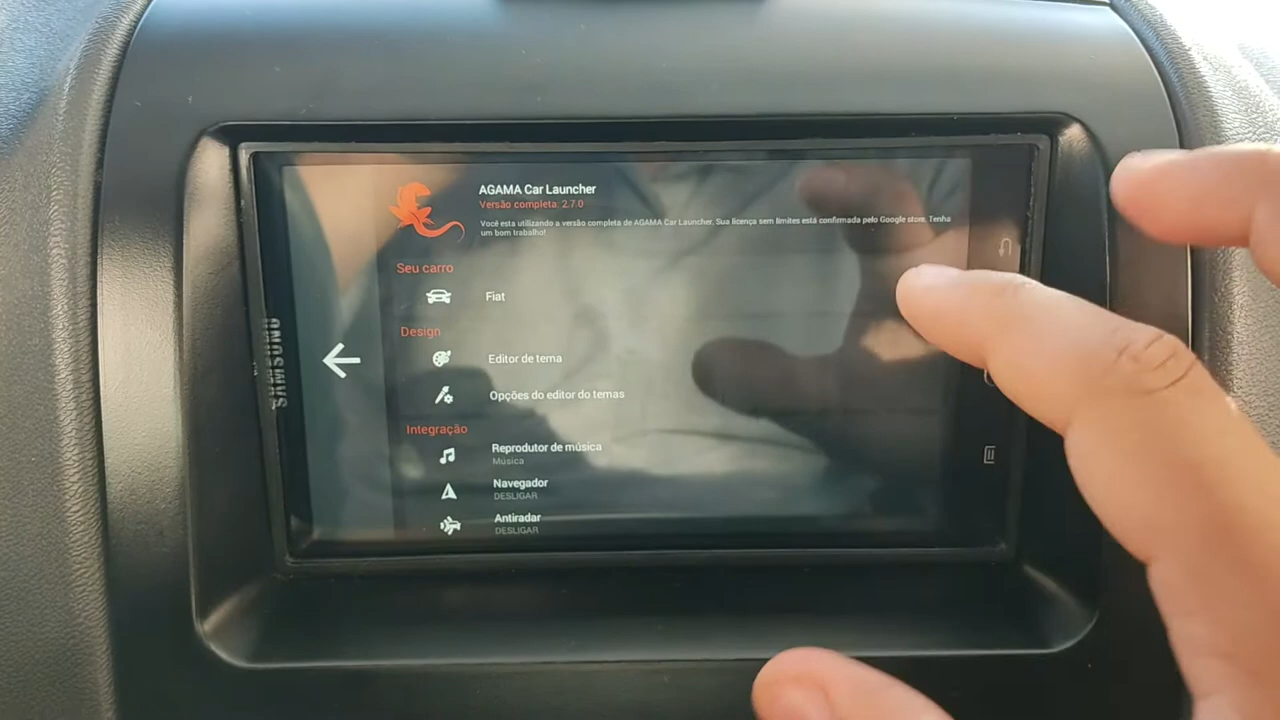 AGAMA Car Launcher
Versão completa: 2.7.0
Você esta utilizando a versão completa de AGAMA Car Launcher. Sua licença sem limites está confirmada pelo Google store. Tenha
um bom trabalho!
Seu carro
Fiat
Design
Editor de tema
Opções do editor do temas
Integração
Reprodutor de música
Música
Navegador
DESLIGAR
Antiradar
DESLIGAR
SAMSUNG